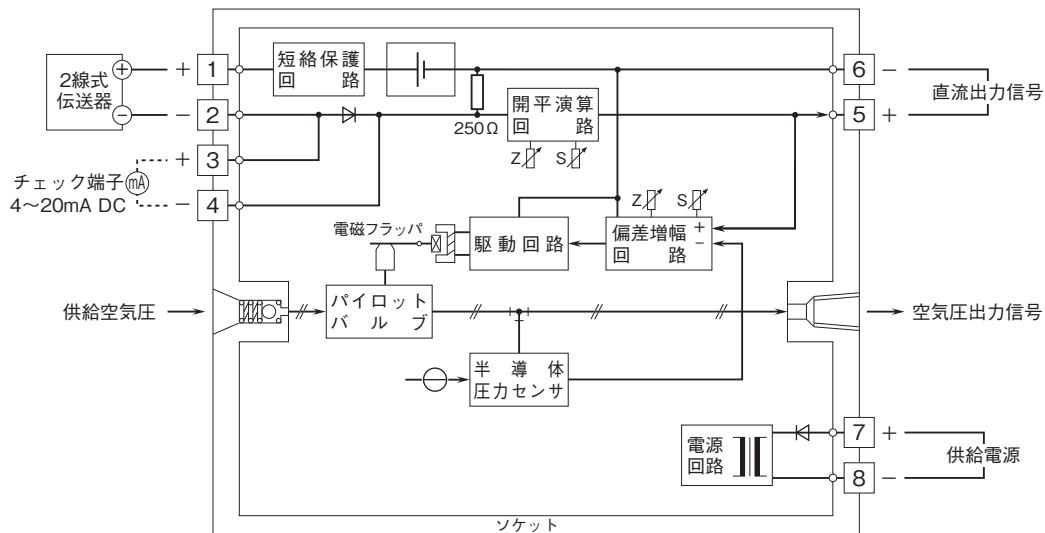 2線式
伝送器
+
−
+
1
−
2
+
3
−
4
チェック端子
4〜20mA DC
mA
短絡保護
回路
250Ω
開平演算
回路
Z
S
6
−
5
+
直流出力信号
電磁フラッパ
駆動回路
Z
S
偏差増幅
回路
+
−
供給空気圧
パイロット
バルブ
空気圧出力信号
半導体
圧力センサ
電源
回路
7
+
8
−
供給電源
ソケット